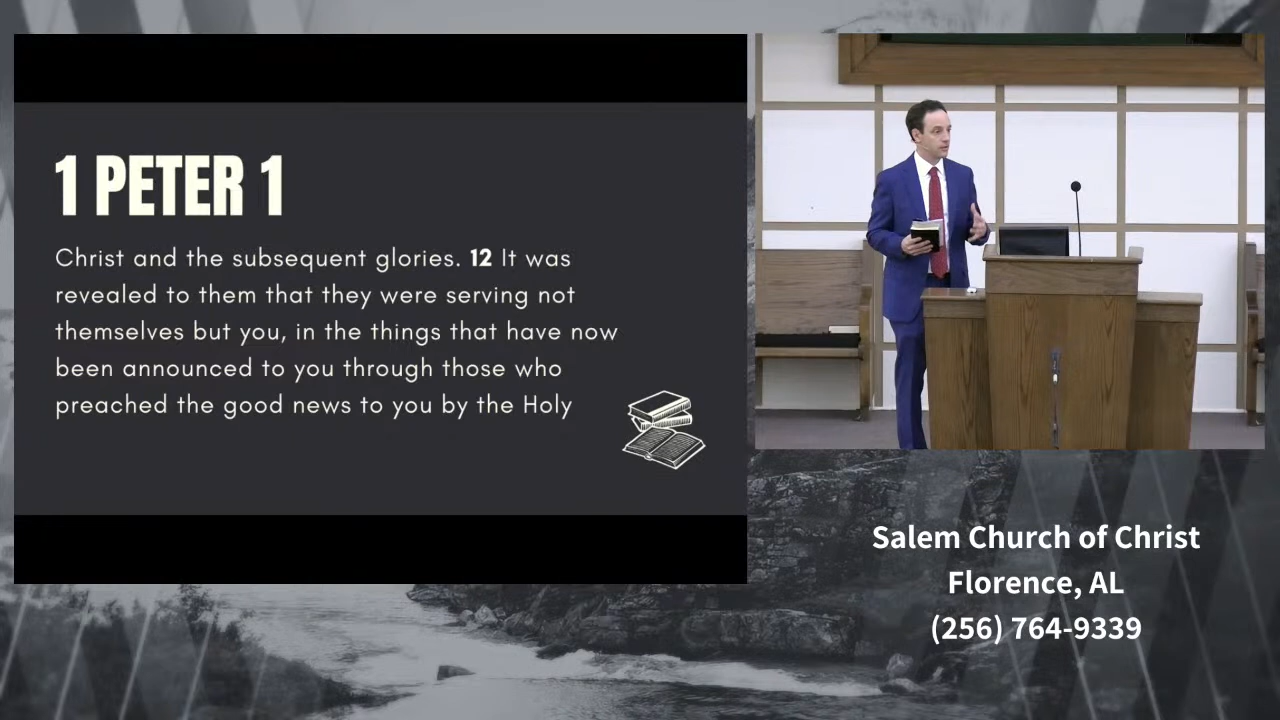 1 PETER 1
Christ and the subsequent glories. 12 It was
revealed to them that they were serving not
themselves but you, in the things that have now
been announced to you through those who
preached the good news to you by the Holy
Salem Church of Christ
Florence, AL
(256) 764-9339